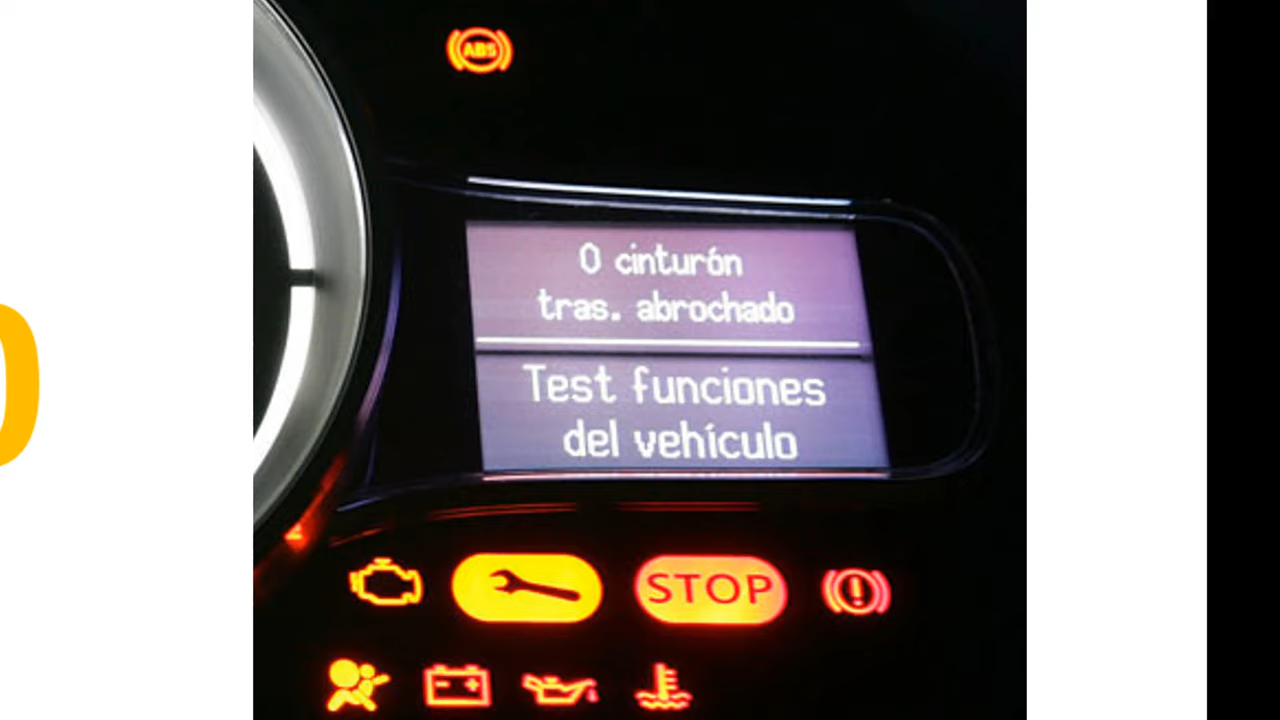 ABS
0 cinturón
tras. abrochado
Test funciones
del vehículo
STOP